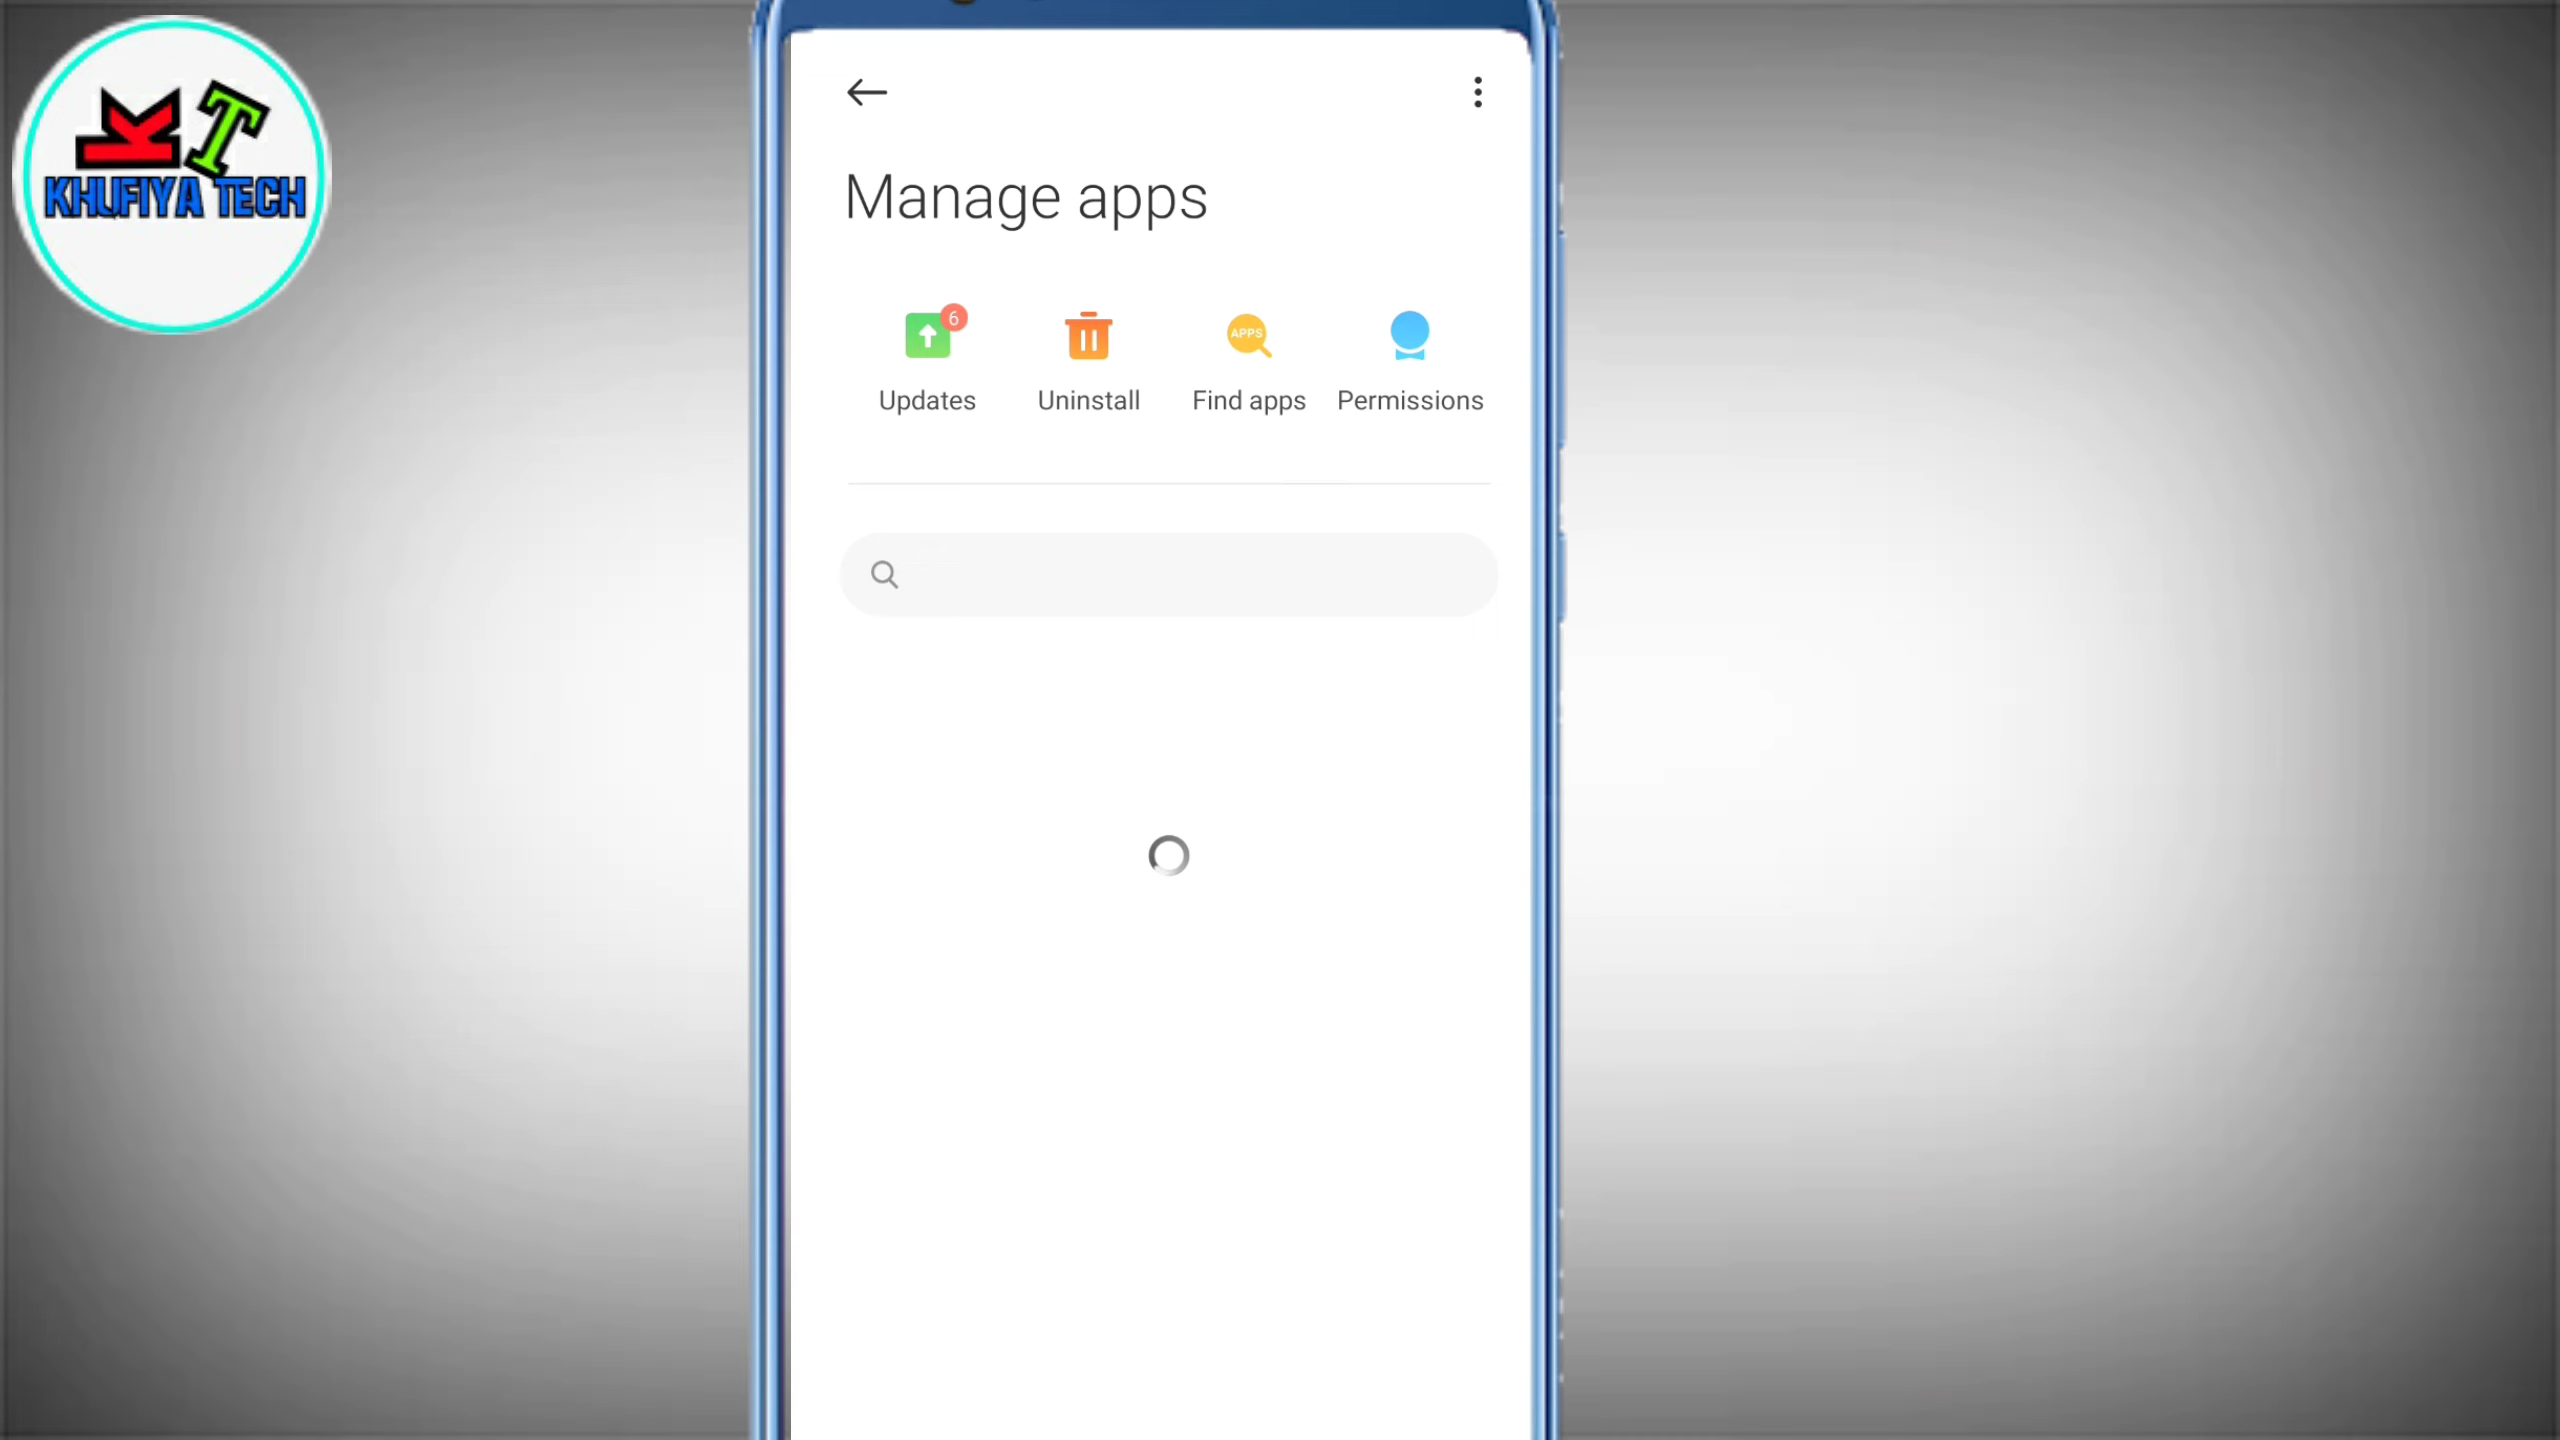 KT
KHUFIYA TECH
Manage apps
6
APPS
Updates
Uninstall
Find apps
Permissions